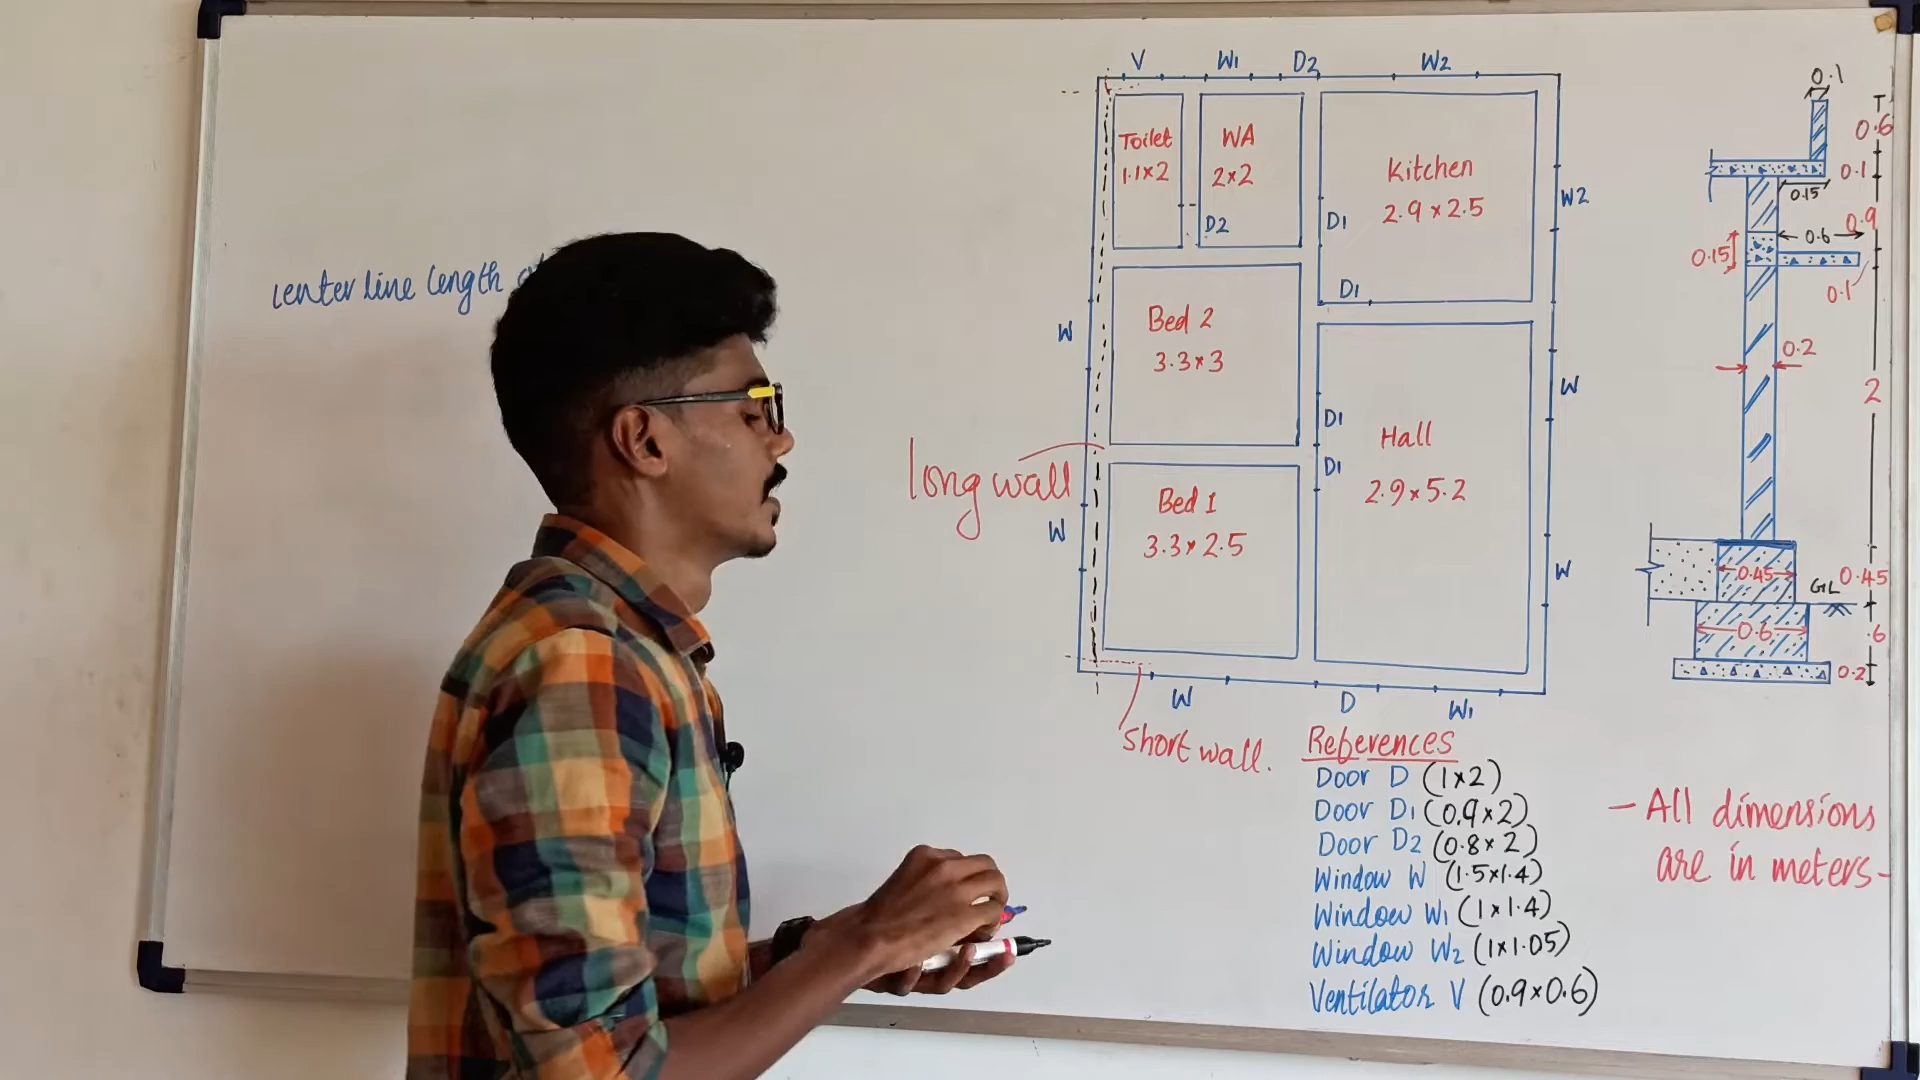 center line length
V W1 D2 W2
Toilet
1.1×2
WA
2×2
D2
Kitchen
2.9 × 2.5
D1
D1
W2
Bed 2
3.3×3
W
D1
D1
Hall
2.9×5.2
W
W
long wall
W
Bed 1
3.3×2.5
W D W1
short wall.
References
Door D (1×2)
Door D1 (0.9×2)
Door D2 (0.8×2)
Window W (1.5×1.4)
Window W1 (1×1.4)
Window W2 (1×1.05)
Ventilator V (0.9×0.6)
- All dimensions
are in meters-
0.1
0.6
0.1
0.15
0.9
0.6
0.15
0.1
0.2
2
0.45
GL
0.45
0.6
.6
0.2